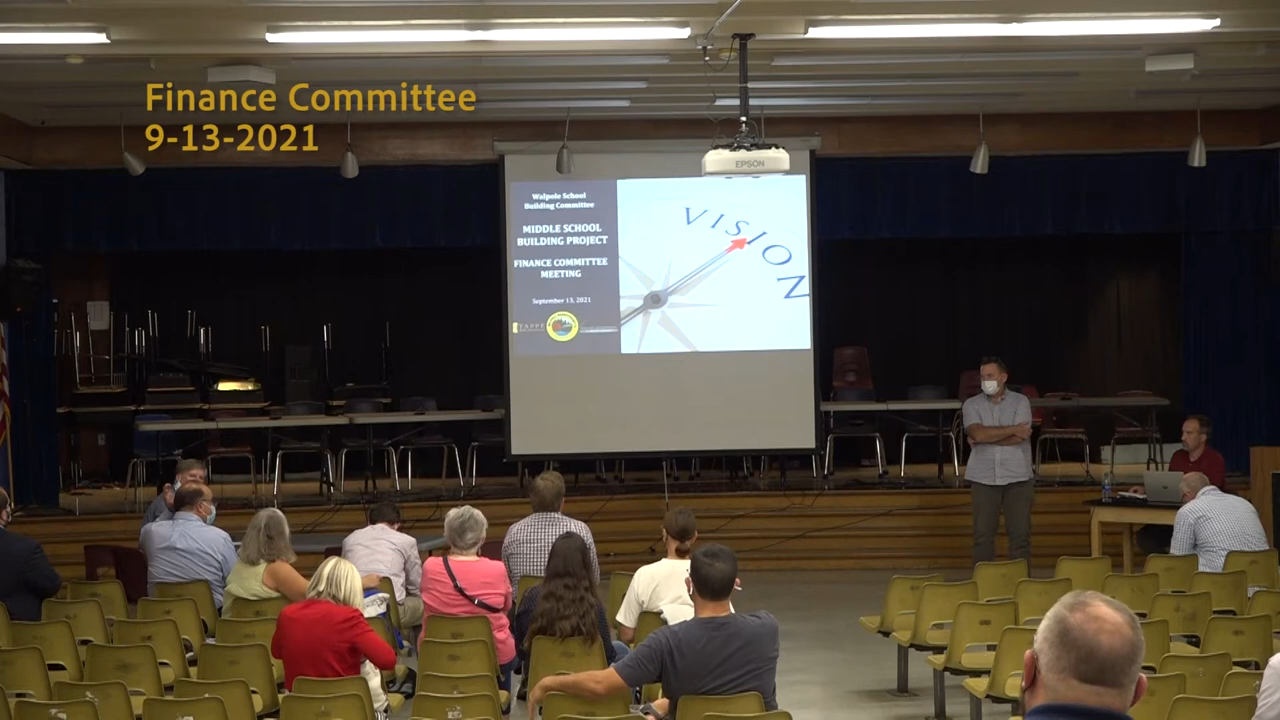 Finance Committee
9-13-2021
EPSON
Walpole School
Building Committee
MIDDLE SCHOOL
BUILDING PROJECT
FINANCE COMMITTEE
MEETING
September 13, 2021
TAPPE
VISION